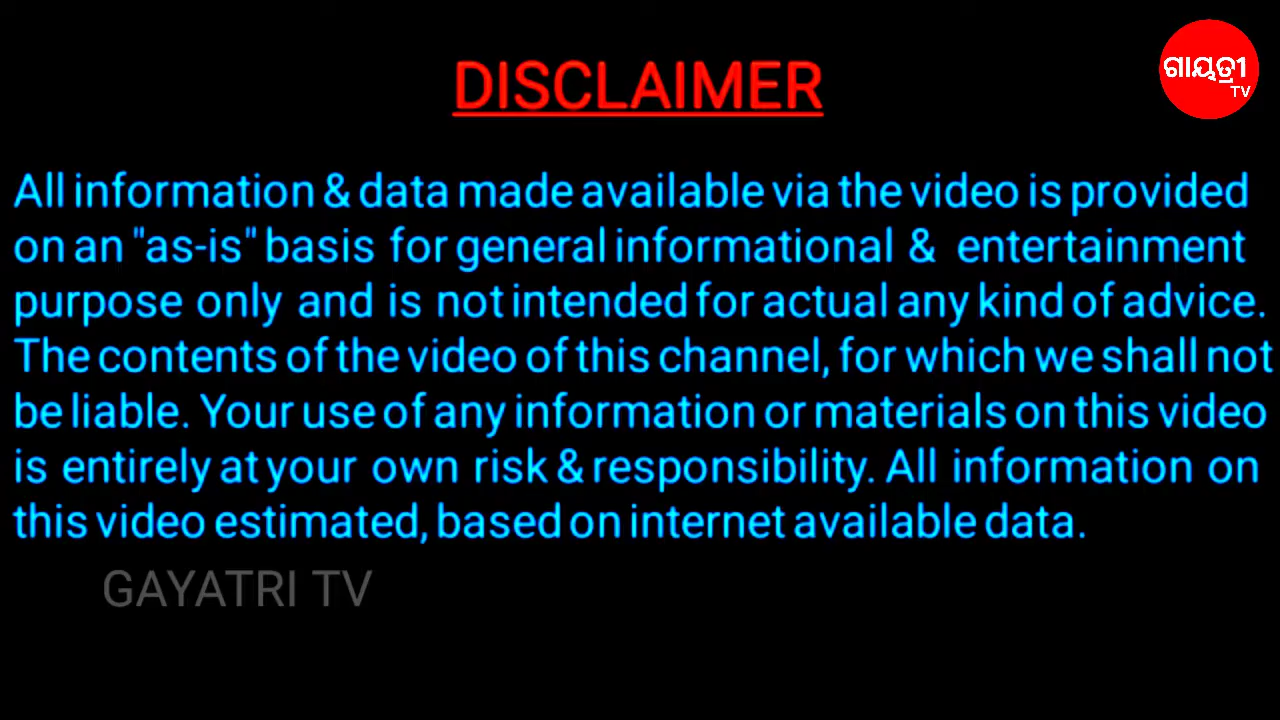 ଗାୟତ୍ରୀ
TV
DISCLAIMER
All information & data made available via the video is provided
on an "as-is" basis for general informational & entertainment
purpose only and is not intended for actual any kind of advice.
The contents of the video of this channel, for which we shall not
be liable. Your use of any information or materials on this video
is entirely at your own risk & responsibility. All information on
this video estimated, based on internet available data.
GAYATRI TV